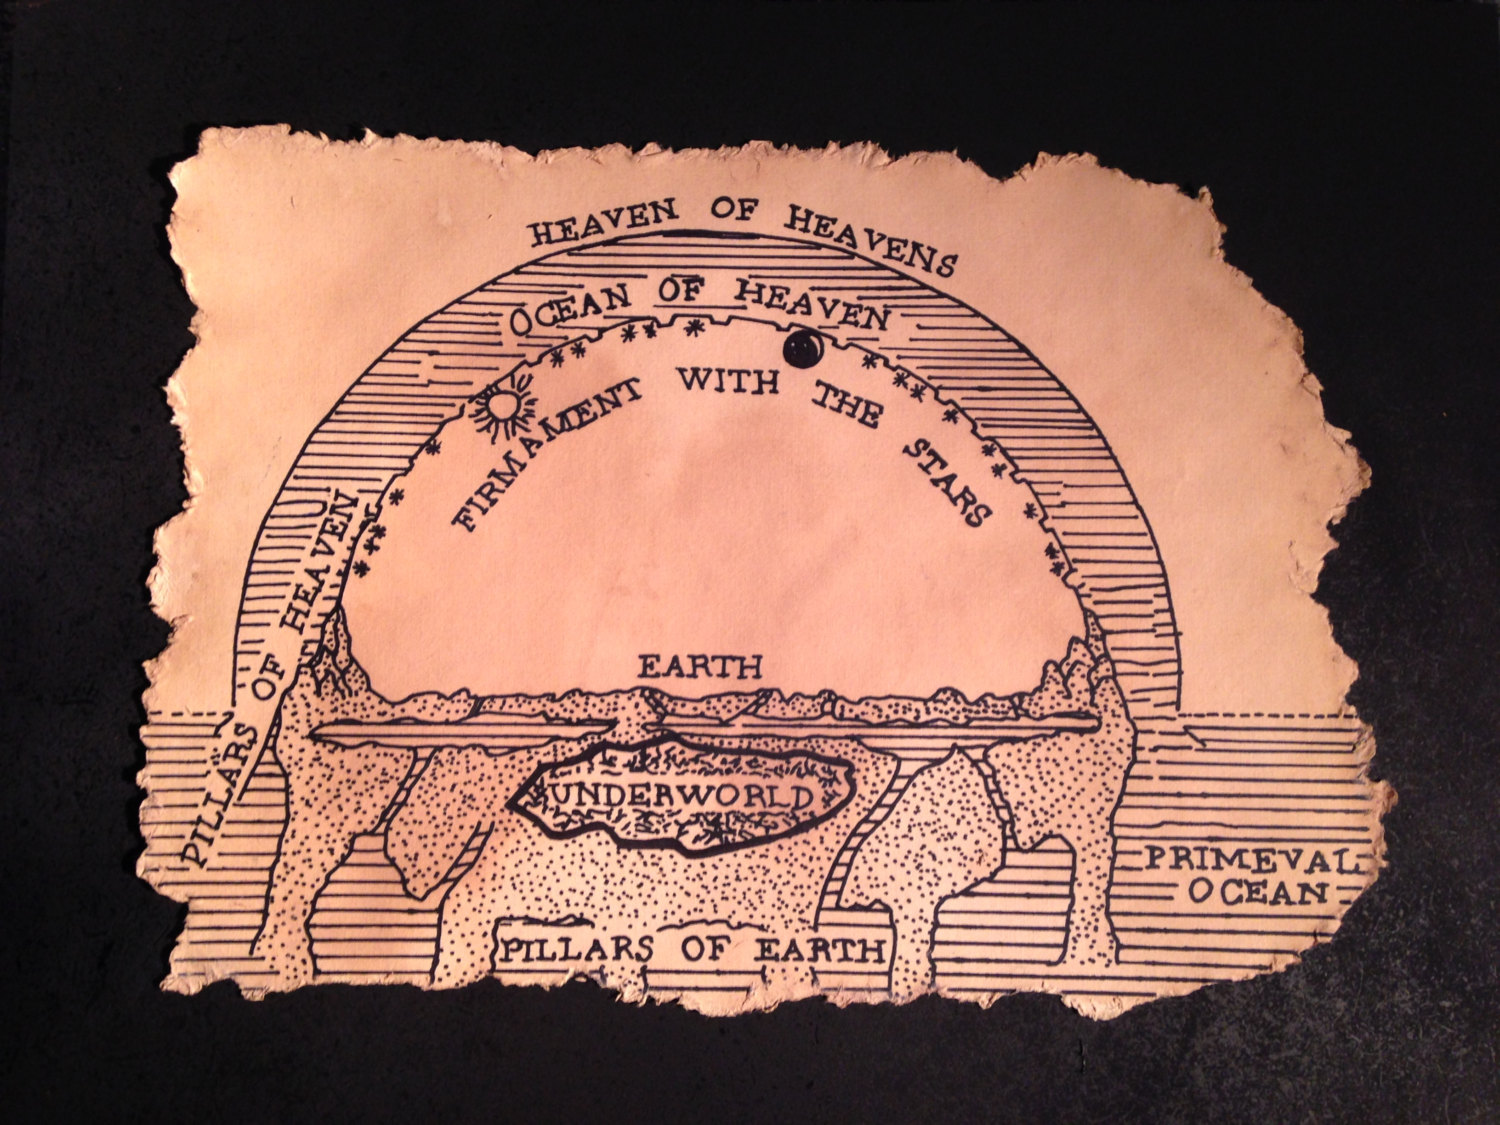 HEAVEN OF HEAVENS
OCEAN OF HEAVEN
FIRMAMENT WITH THE STARS
PILLARS OF HEAVEN
EARTH
UNDERWORLD
PRIMEVAL
OCEAN
PILLARS OF EARTH